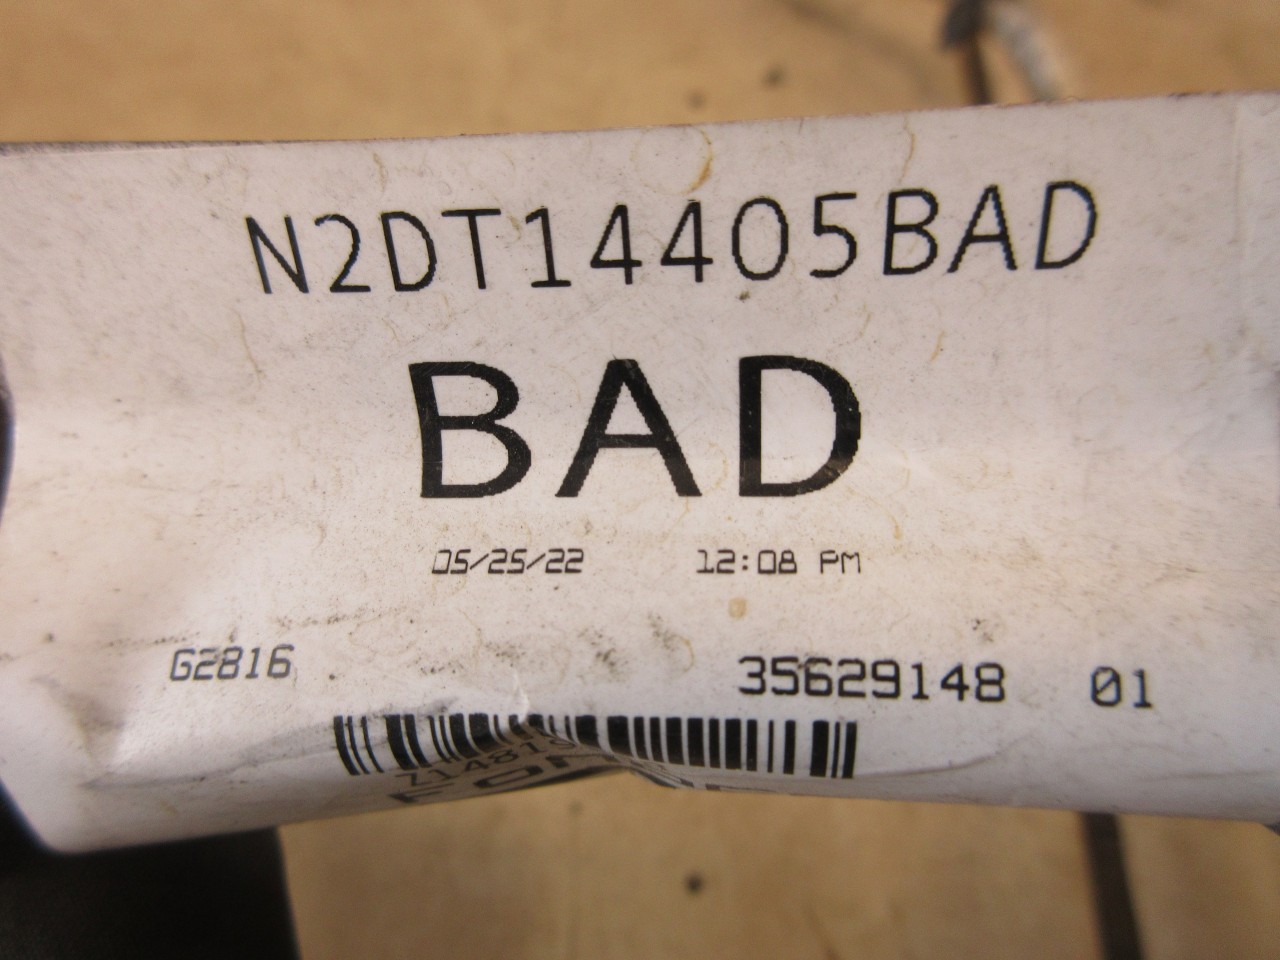 N2DT14405BAD
BAD
05/25/22 12:08 PM
G2816 35629148 01